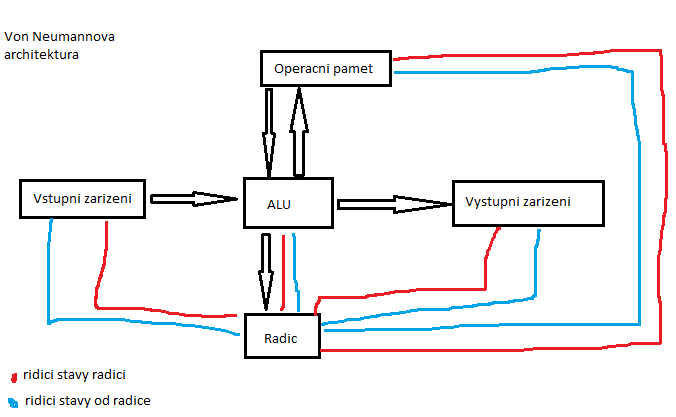 Von Neumannova
architektura
Operacni pamet
Vstupni zarizeni
ALU
Vystupni zarizeni
Radic
ridici stavy radici
ridici stavy od radice